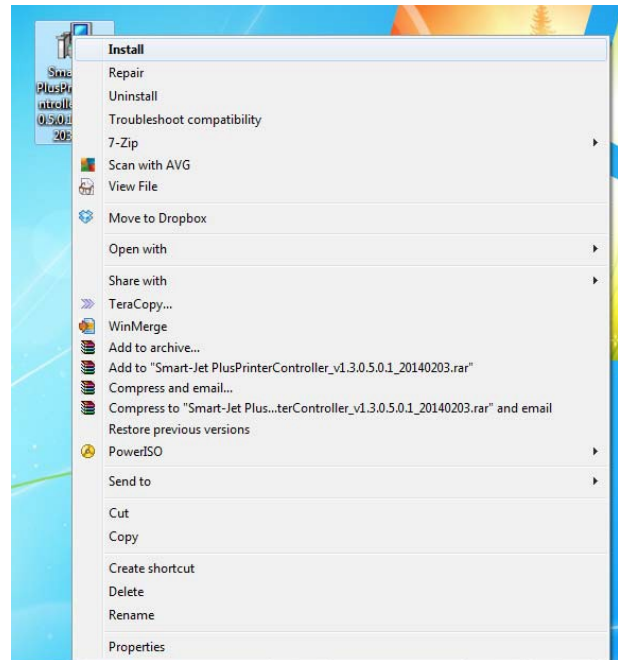 Install
Repair
Uninstall
Troubleshoot compatibility
7-Zip
Scan with AVG
View File
Move to Dropbox
Open with
Share with
TeraCopy...
WinMerge
Add to archive...
Add to "Smart-Jet PlusPrinterController_v1.3.0.5.0.1_20140203.rar"
Compress and email...
Compress to "Smart-Jet Plus...terController_v1.3.0.5.0.1_20140203.rar" and email
Restore previous versions
PowerISO
Send to
Cut
Copy
Create shortcut
Delete
Rename
Properties